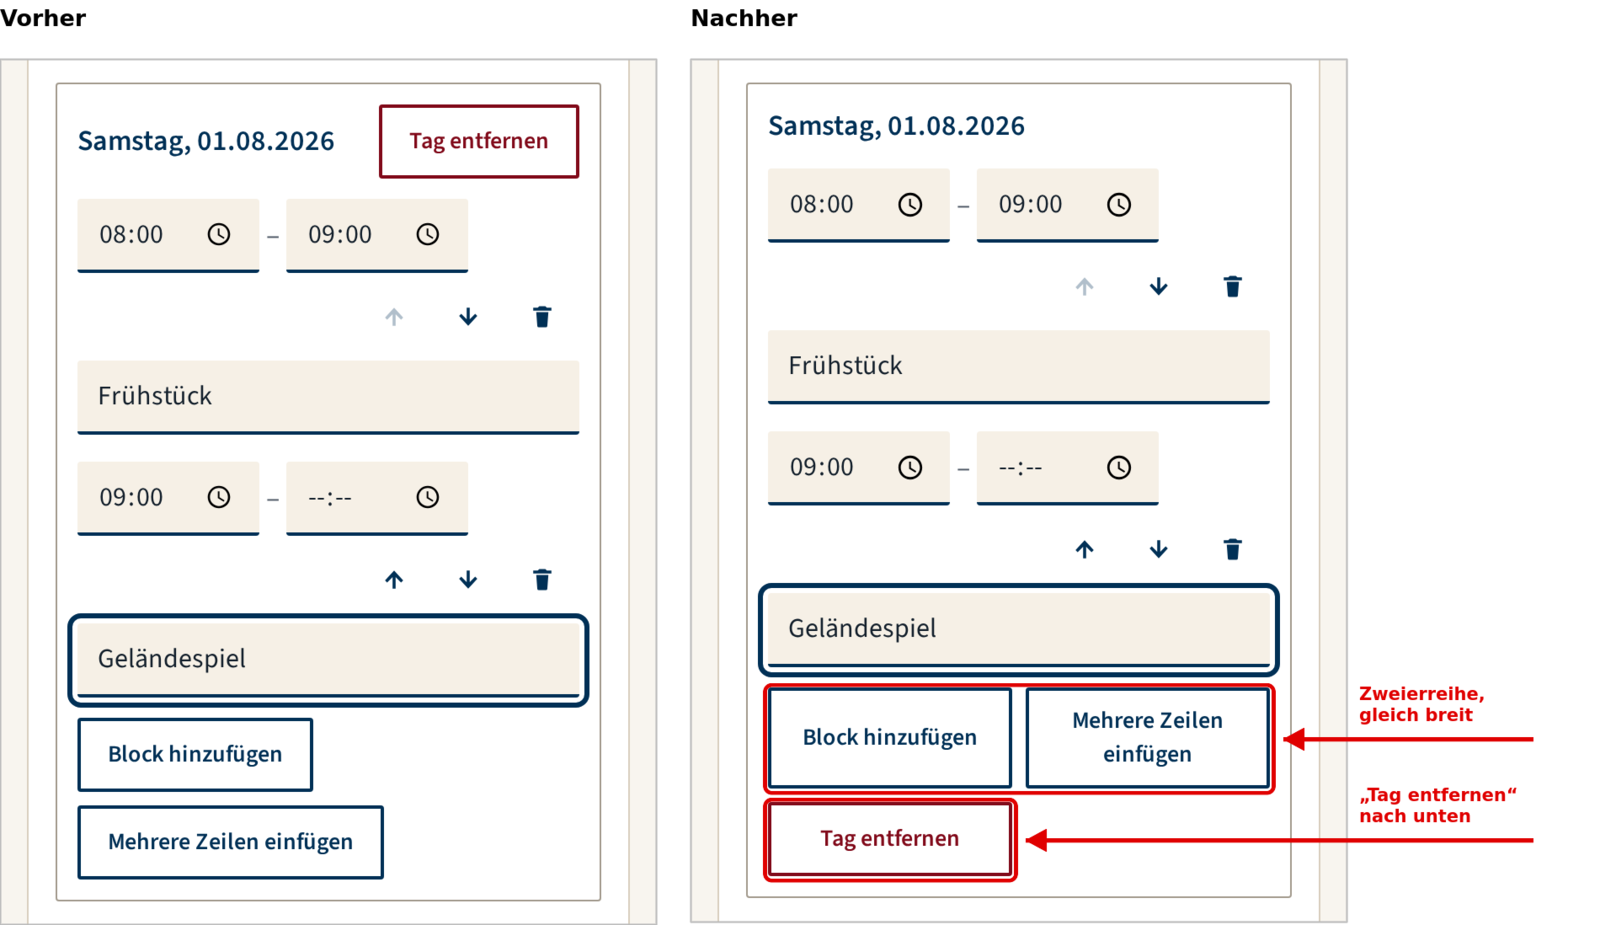 Vorher
Samstag, 01.08.2026
Tag entfernen
08:00 – 09:00
Frühstück
09:00 – --:--
Geländespiel
Block hinzufügen
Mehrere Zeilen einfügen
Nachher
Samstag, 01.08.2026
08:00 – 09:00
Frühstück
09:00 – --:--
Geländespiel
Block hinzufügen
Mehrere Zeilen
einfügen
Tag entfernen
Zweierreihe,
gleich breit
„Tag entfernen“
nach unten